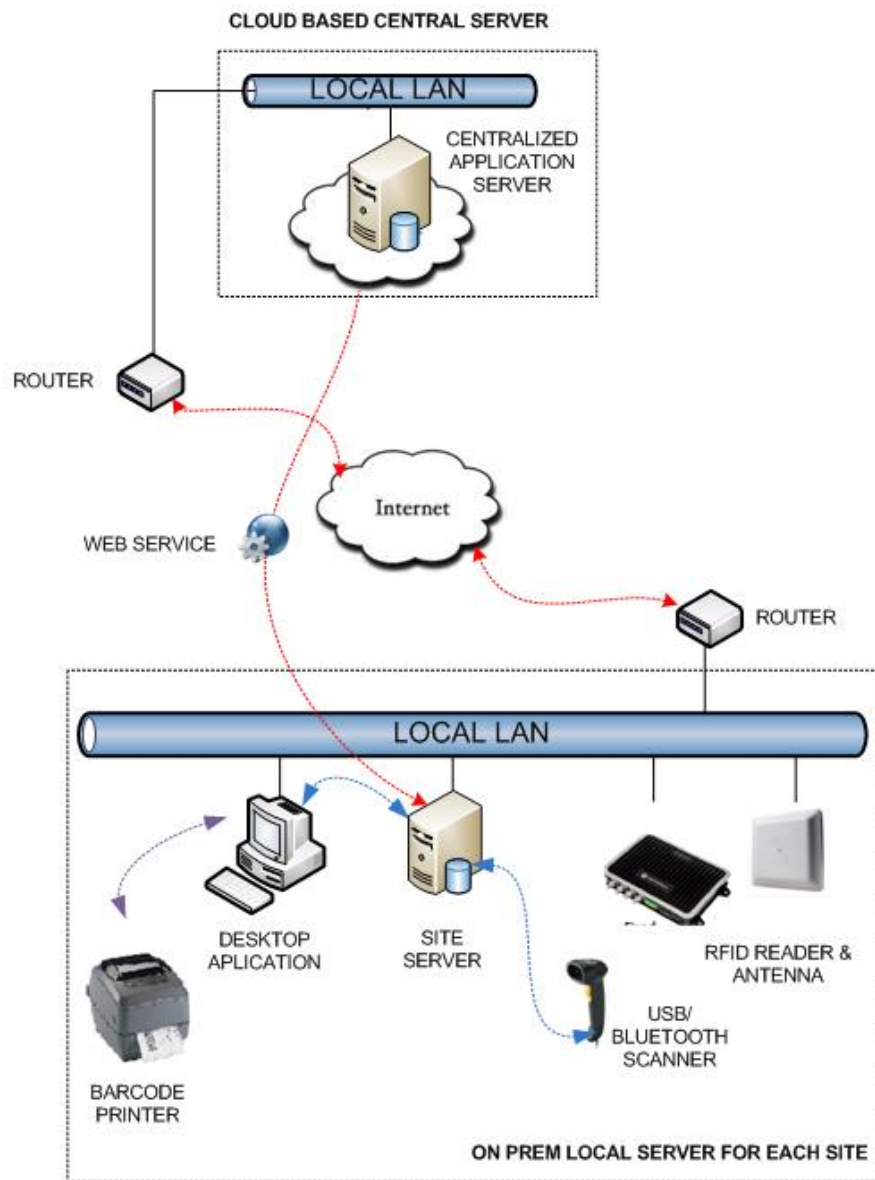 CLOUD BASED CENTRAL SERVER
LOCAL LAN
CENTRALIZED
APPLICATION
SERVER
ROUTER
Internet
WEB SERVICE
ROUTER
LOCAL LAN
DESKTOP
APLICATION
SITE
SERVER
RFID READER &
ANTENNA
USB/
BLUETOOTH
SCANNER
BARCODE
PRINTER
ON PREM LOCAL SERVER FOR EACH SITE